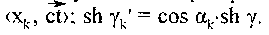 (x_k, ct); sh γ_k' = cos α_k·sh γ.